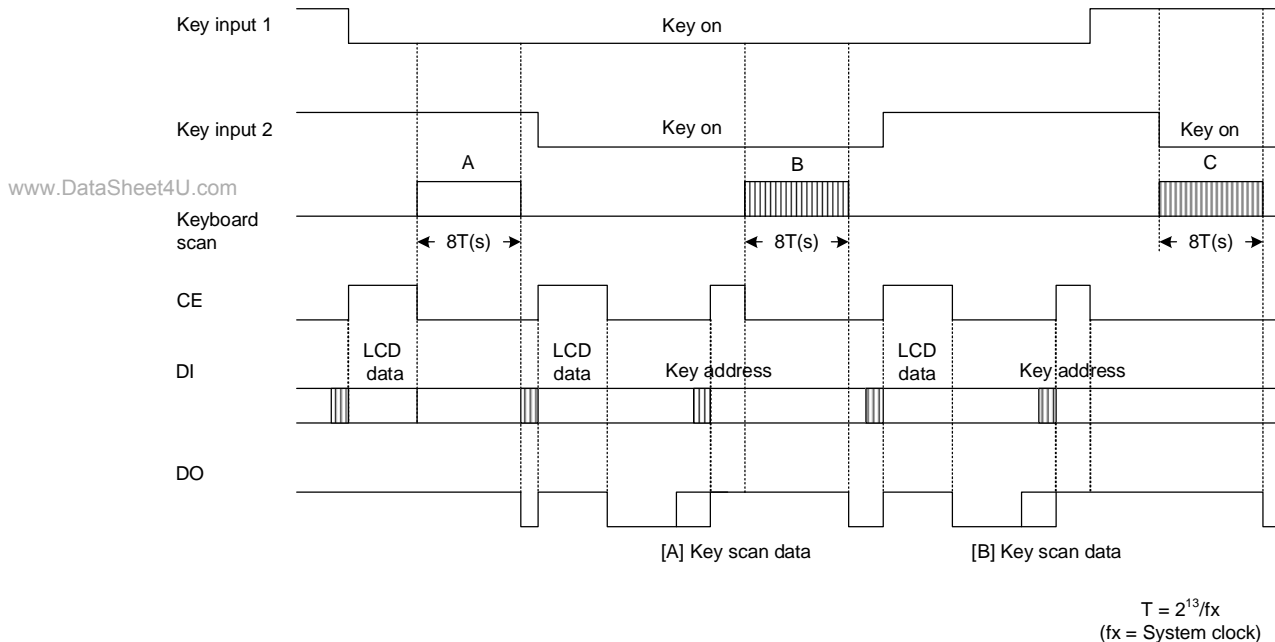 Key input 1
Key on
Key input 2
Key on
Key on
A
B
C
www.DataSheet4U.com
Keyboard
scan
8T(s)
8T(s)
8T(s)
CE
LCD
data
LCD
data
LCD
data
DI
Key address
Key address
DO
[A] Key scan data
[B] Key scan data
T = 2¹³/fx
(fx = System clock)